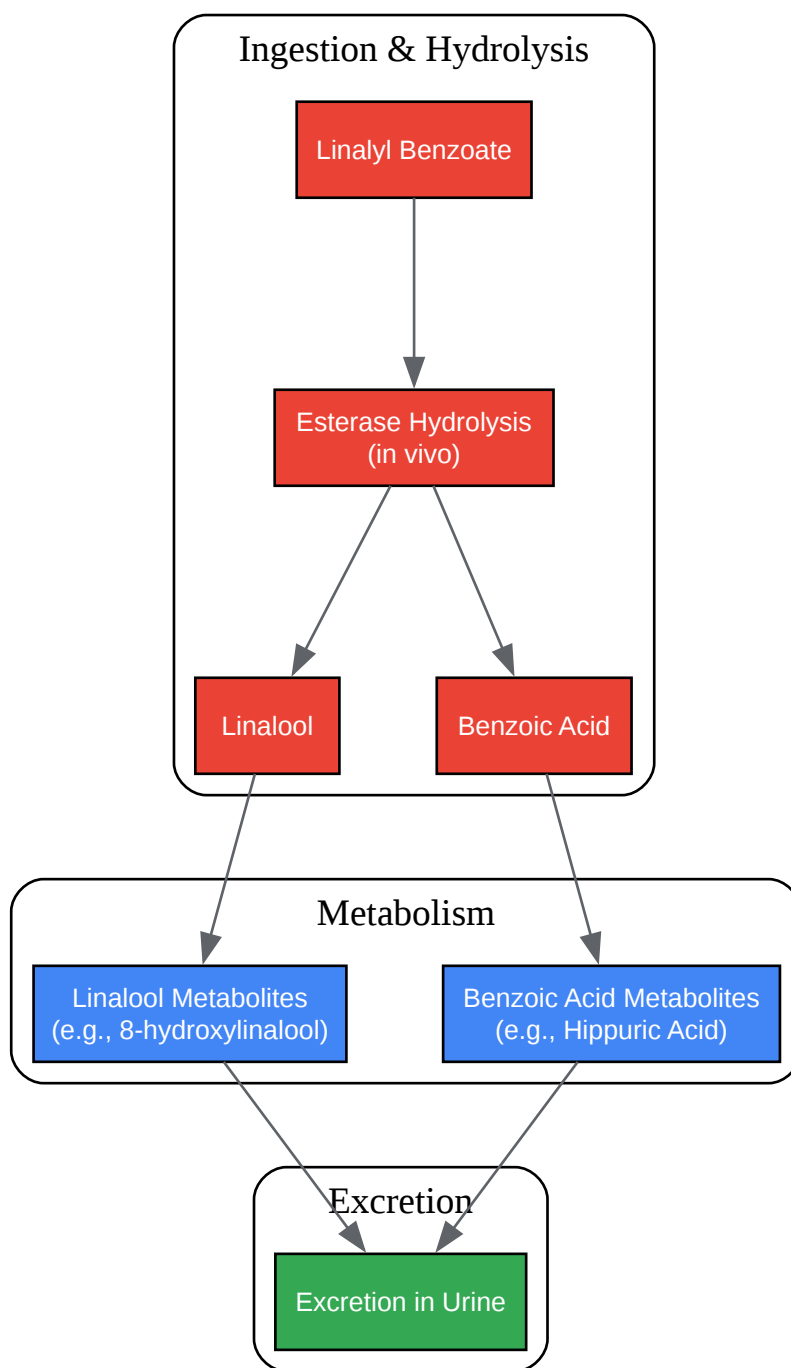 Ingestion & Hydrolysis
Linalyl Benzoate
Esterase Hydrolysis
(in vivo)
Linalool
Benzoic Acid
Metabolism
Linalool Metabolites
(e.g., 8-hydroxylinalool)
Benzoic Acid Metabolites
(e.g., Hippuric Acid)
Excretion
Excretion in Urine